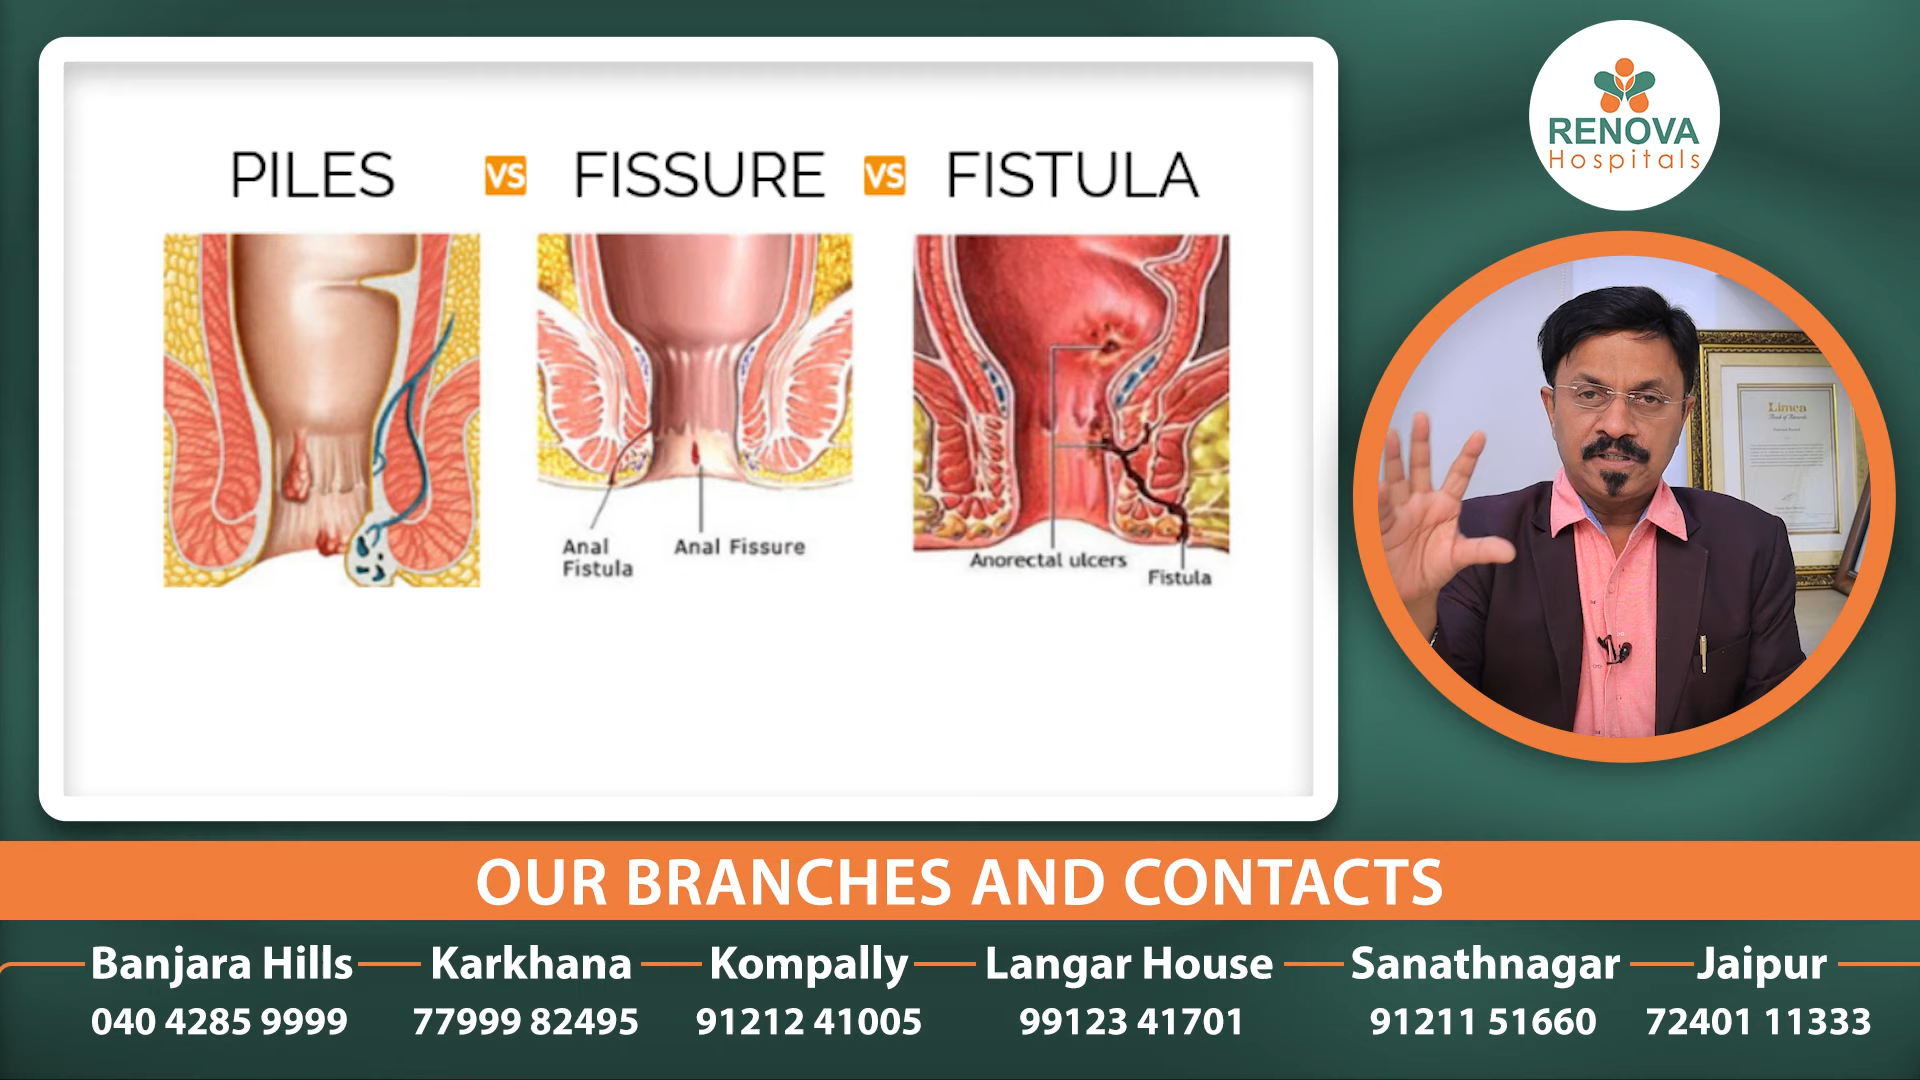 PILES VS FISSURE VS FISTULA
Anal
Fistula
Anal Fissure
Anorectal ulcers
Fistula
RENOVA
Hospitals
Limca
OUR BRANCHES AND CONTACTS
Banjara Hills Karkhana Kompally Langar House Sanathnagar Jaipur
040 4285 9999 77999 82495 91212 41005 99123 41701 91211 51660 72401 11333